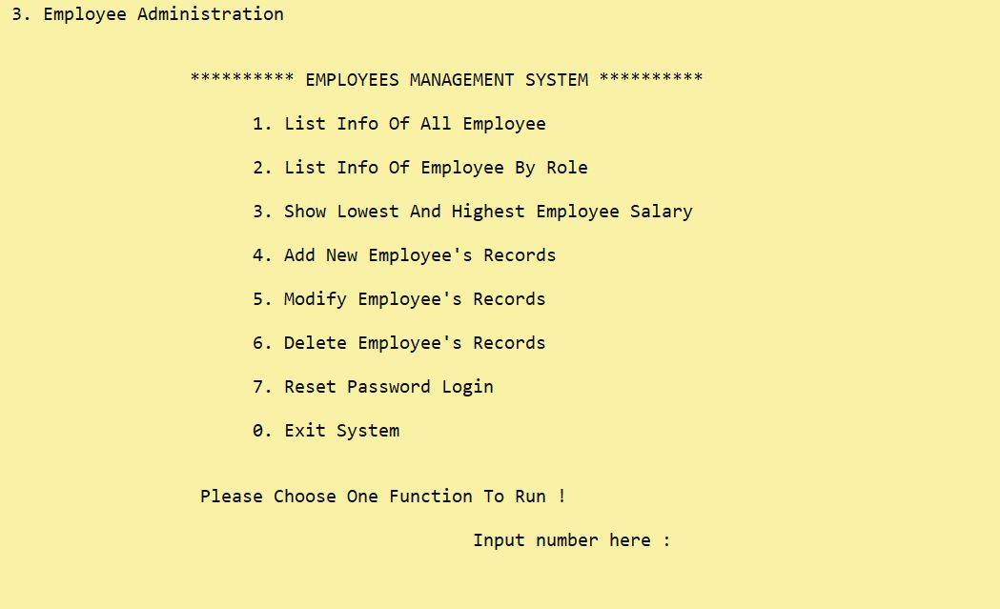 3. Employee Administration
********** EMPLOYEES MANAGEMENT SYSTEM **********
1. List Info Of All Employee
2. List Info Of Employee By Role
3. Show Lowest And Highest Employee Salary
4. Add New Employee's Records
5. Modify Employee's Records
6. Delete Employee's Records
7. Reset Password Login
0. Exit System
Please Choose One Function To Run !
Input number here :